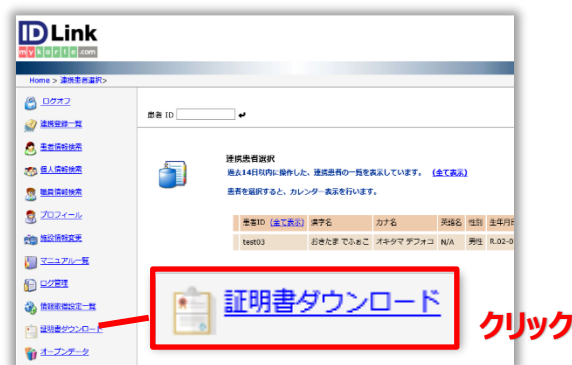 ID Link
mykarte.com
Home > 連携患者選択>
ログオフ
連携登録一覧
患者情報検索
個人情報検索
職員情報検索
プロフィール
施設情報変更
マニュアル一覧
ログ管理
情報取得設定一覧
証明書ダウンロード
オープンデータ
患者 ID
連携患者選択
過去14日以内に操作した、連携患者の一覧を表示しています。 (全て表示)
患者を選択すると、カレンダー表示を行います。
患者ID (全て表示) 漢字名 カナ名 英語名 性別 生年月日
test03 おきたま でふぉこ オキタマ デフォコ N/A 男性 R.02-0
証明書ダウンロード
クリック